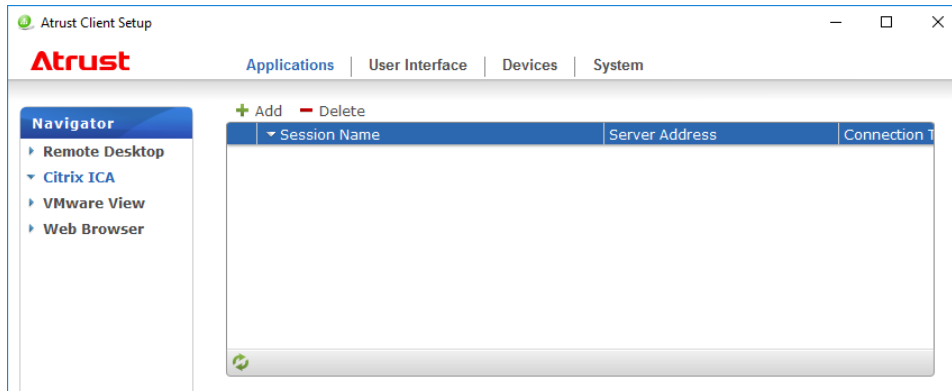 Atrust Client Setup
Atrust
Applications | User Interface | Devices | System
Navigator
Remote Desktop
Citrix ICA
VMware View
Web Browser
Add Delete
Session Name Server Address Connection T